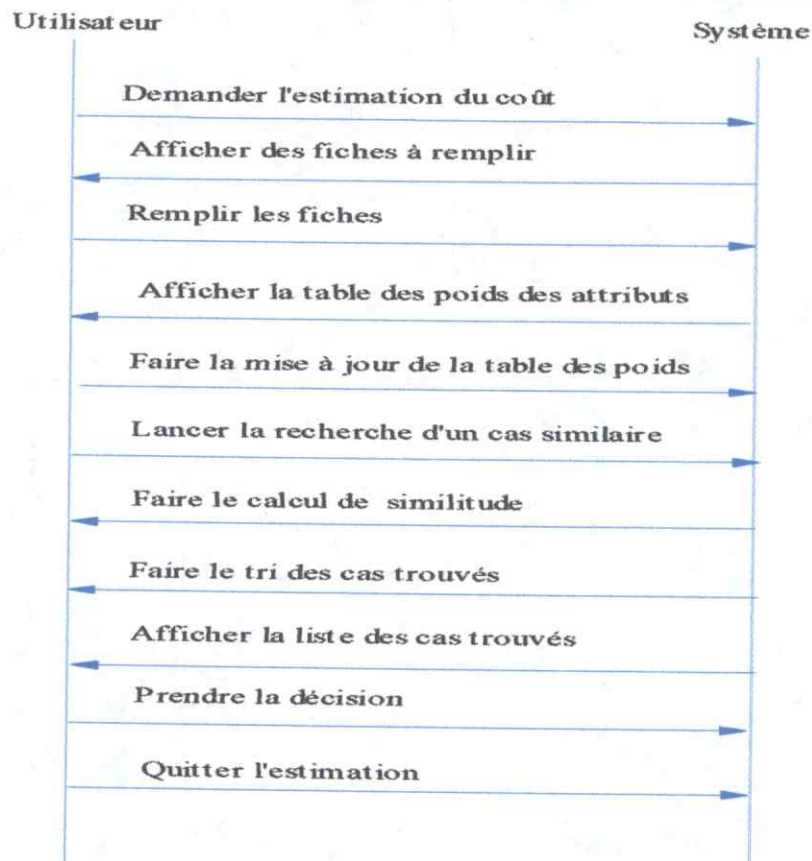 Utilisateur
Système
Demander l'estimation du coût
Afficher des fiches à remplir
Remplir les fiches
Afficher la table des poids des attributs
Faire la mise à jour de la table des poids
Lancer la recherche d'un cas similaire
Faire le calcul de similitude
Faire le tri des cas trouvés
Afficher la liste des cas trouvés
Prendre la décision
Quitter l'estimation